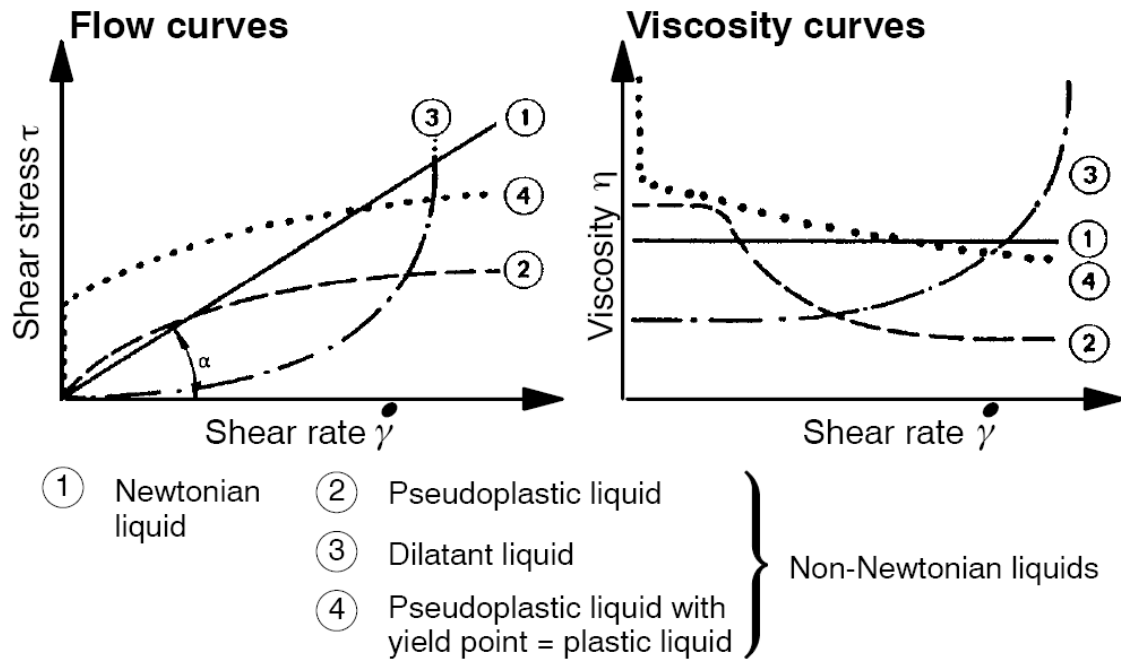 Flow curves
Shear stress τ
③
①
④
②
α
Shear rate γ̇
Viscosity curves
Viscosity η
③
①
④
②
Shear rate γ̇
① Newtonian
liquid
② Pseudoplastic liquid
③ Dilatant liquid
④ Pseudoplastic liquid with
yield point = plastic liquid
Non-Newtonian liquids